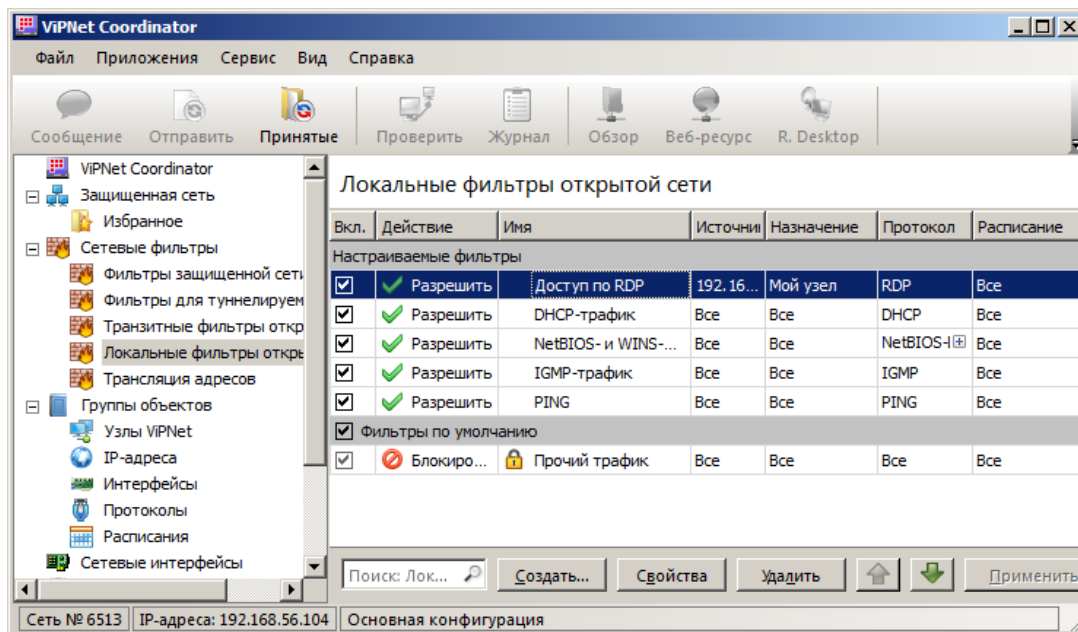 ViPNet Coordinator
Файл Приложения Сервис Вид Справка
Сообщение Отправить Принятые Проверить Журнал Обзор Веб-ресурс R. Desktop
ViPNet Coordinator
Защищенная сеть
Избранное
Сетевые фильтры
Фильтры защищенной сети
Фильтры для туннелируем
Транзитные фильтры откр
Локальные фильтры откры
Трансляция адресов
Группы объектов
Узлы ViPNet
IP-адреса
Интерфейсы
Протоколы
Расписания
Сетевые интерфейсы
Локальные фильтры открытой сети
Вкл. Действие Имя Источни Назначение Протокол Расписание
Настраиваемые фильтры
Разрешить Доступ по RDP 192.16... Мой узел RDP Все
Разрешить DHCP-трафик Все Все DHCP Все
Разрешить NetBIOS- и WINS-... Все Все NetBIOS-I Все
Разрешить IGMP-трафик Все Все IGMP Все
Разрешить PING Все Все PING Все
Фильтры по умолчанию
Блокиро... Прочий трафик Все Все Все Все
Поиск: Лок... Создать... Свойства Удалить Применить
Сеть № 6513 IP-адреса: 192.168.56.104 Основная конфигурация